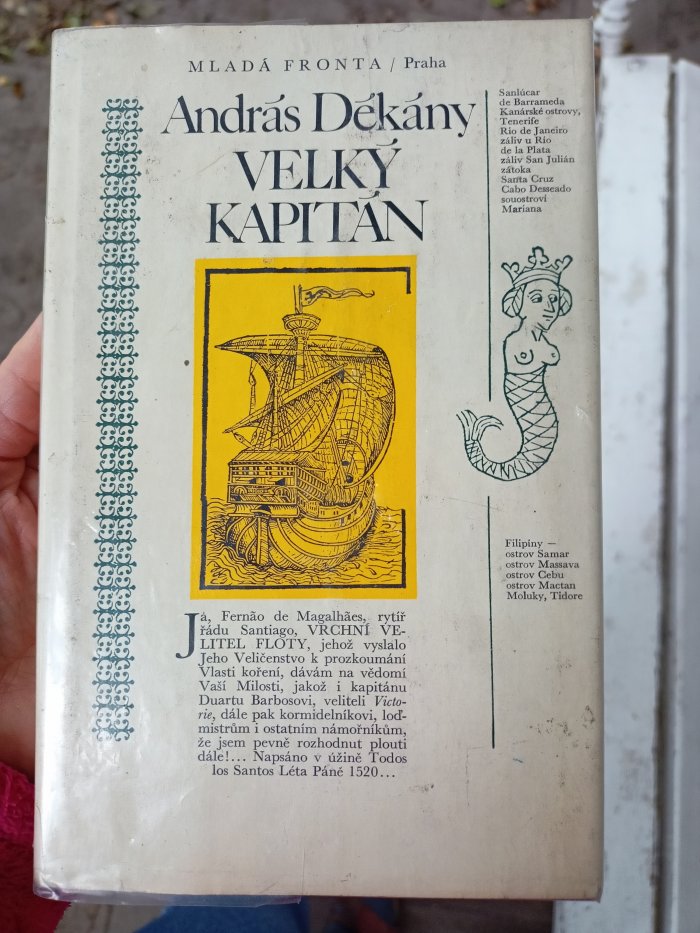 MLADÁ FRONTA / Praha
András Dékány
VELKÝ
KAPITÁN
Sanlúcar
de Barrameda
Kanárské ostrovy,
Tenerife
Rio de Janeiro
záliv u Rio
de la Plata
záliv San Julián
zátoka
Santa Cruz
Cabo Desseado
souostroví
Mariana
Filipiny —
ostrov Samar
ostrov Massava
ostrov Cebu
ostrov Mactan
Moluky, Tidore
Já, Fernão de Magalhães, rytíř
řádu Santiago, VRCHNÍ VE-
LITEL FLOTY, jehož vyslalo
Jeho Veličenstvo k prozkoumání
Vlasti koření, dávám na vědomí
Vaší Milosti, jakož i kapitánu
Duartu Barbosovi, veliteli Victo-
rie, dále pak kormidelníkovi, loď-
mistrům i ostatním námořníkům,
že jsem pevně rozhodnut plouti
dále!... Napsáno v úžině Todos
los Santos Léta Páně 1520...